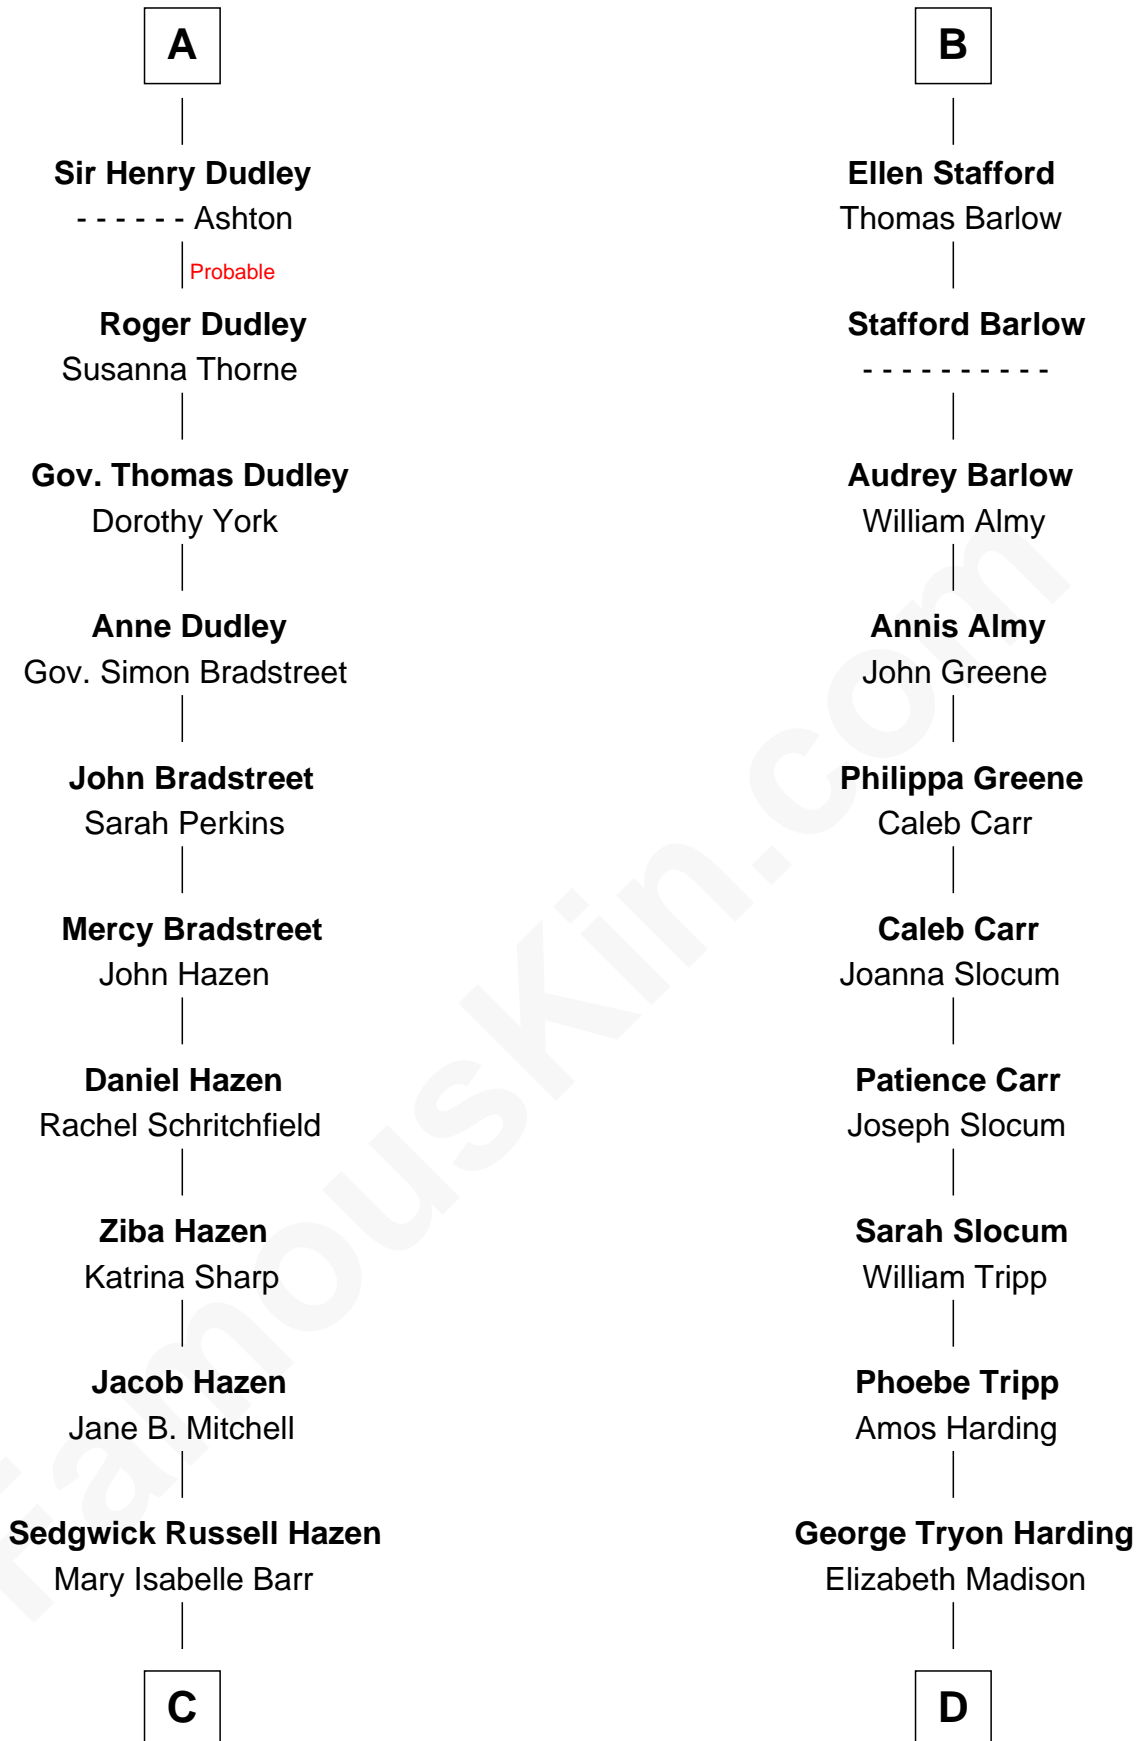 A
Sir Henry Dudley
- - - - - - Ashton
Probable
Roger Dudley
Susanna Thorne
Gov. Thomas Dudley
Dorothy York
Anne Dudley
Gov. Simon Bradstreet
John Bradstreet
Sarah Perkins
Mercy Bradstreet
John Hazen
Daniel Hazen
Rachel Schritchfield
Ziba Hazen
Katrina Sharp
Jacob Hazen
Jane B. Mitchell
Sedgwick Russell Hazen
Mary Isabelle Barr
C
B
Ellen Stafford
Thomas Barlow
Stafford Barlow
- - - - - - - - - -
Audrey Barlow
William Almy
Annis Almy
John Greene
Philippa Greene
Caleb Carr
Caleb Carr
Joanna Slocum
Patience Carr
Joseph Slocum
Sarah Slocum
William Tripp
Phoebe Tripp
Amos Harding
George Tryon Harding
Elizabeth Madison
D
FamousKin.com